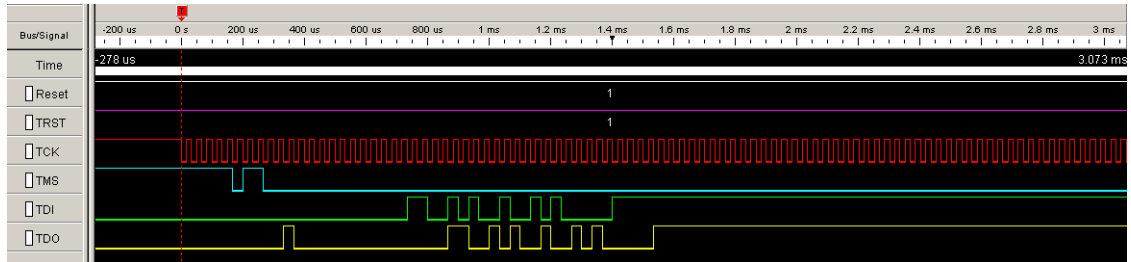 Bus/Signal -200 us 0 s 200 us 400 us 600 us 800 us 1 ms 1.2 ms 1.4 ms 1.6 ms 1.8 ms 2 ms 2.2 ms 2.4 ms 2.6 ms 2.8 ms 3 ms
Time -278 us 3.073 ms
Reset 1
TRST 1
TCK
TMS
TDI
TDO